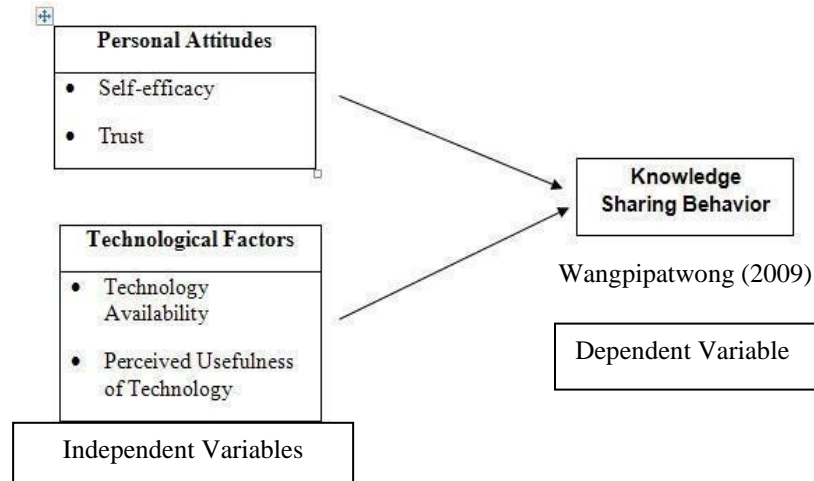 Personal Attitudes
• Self-efficacy
• Trust
Technological Factors
• Technology
Availability
• Perceived Usefulness
of Technology
Independent Variables
Knowledge
Sharing Behavior
Wangpipatwong (2009)
Dependent Variable